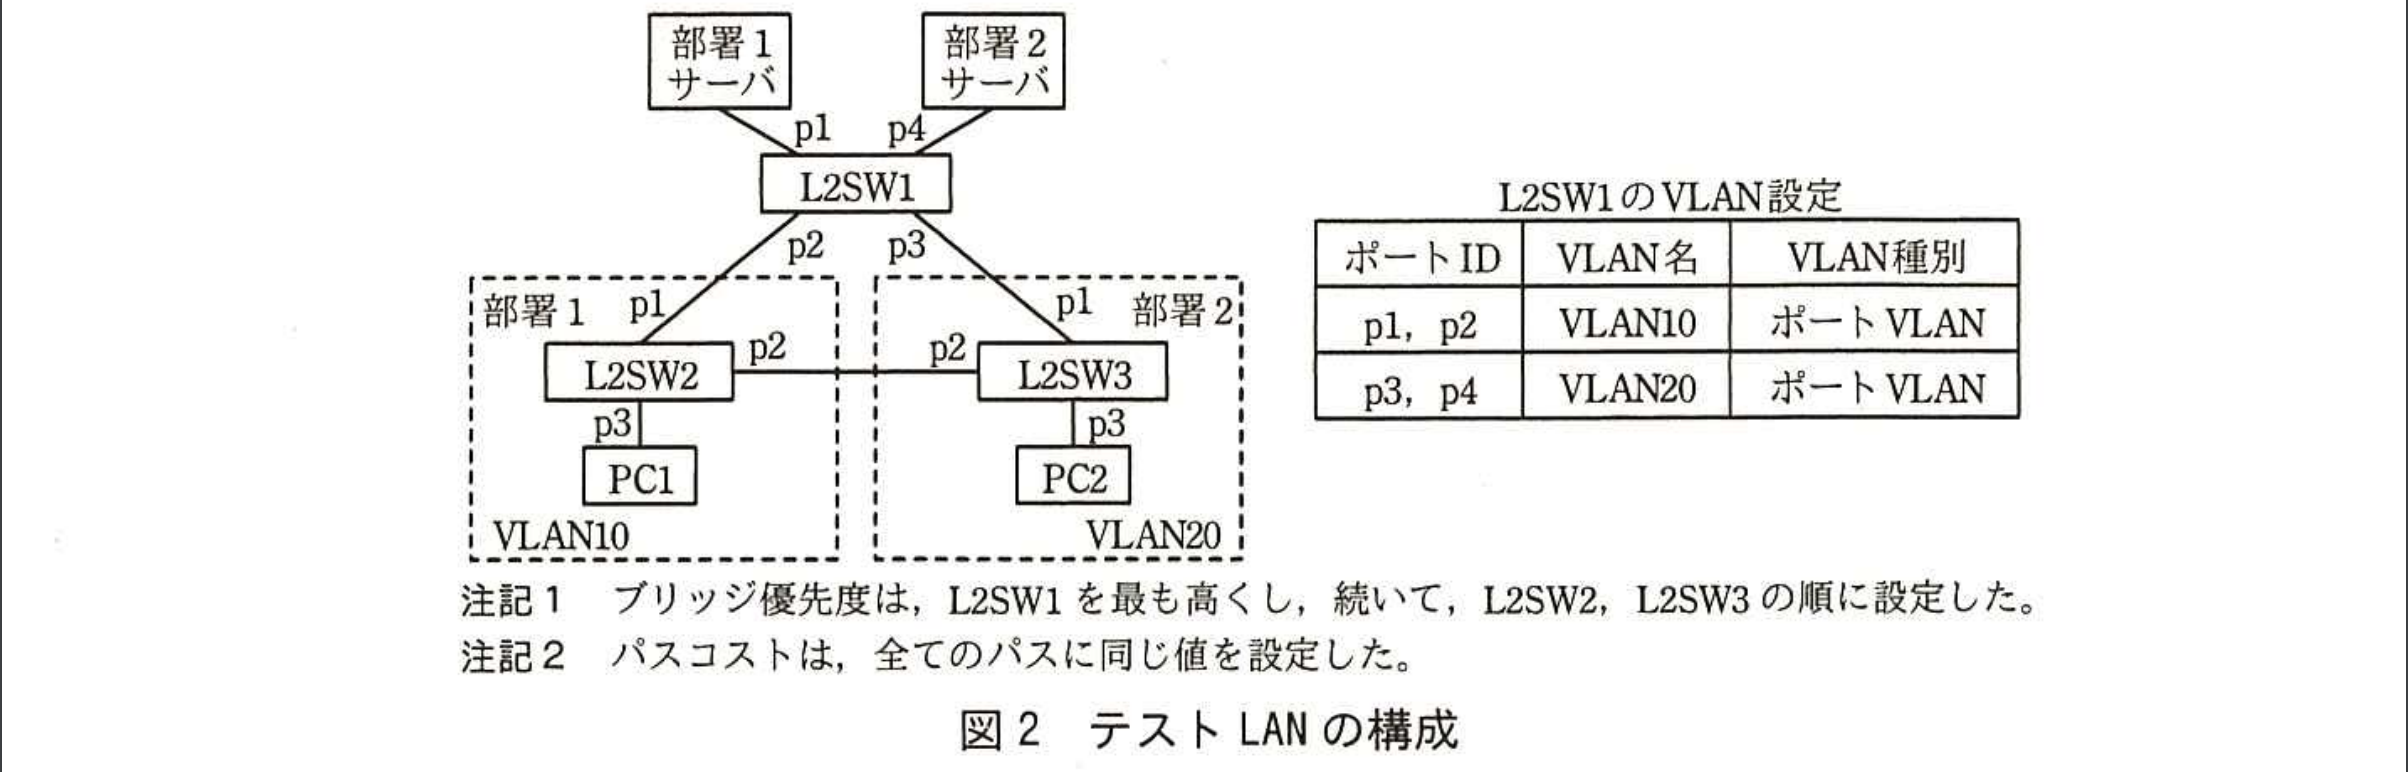 部署1
サーバ
部署2
サーバ
p1
p4
L2SW1
p2
p3
部署1
p1
p1
部署2
L2SW2
p2
p2
L2SW3
p3
p3
PC1
PC2
VLAN10
VLAN20
L2SW1のVLAN設定
ポートID VLAN名 VLAN種別
p1, p2 VLAN10 ポートVLAN
p3, p4 VLAN20 ポートVLAN
注記1 ブリッジ優先度は，L2SW1を最も高くし，続いて，L2SW2，L2SW3の順に設定した。
注記2 パスコストは，全てのパスに同じ値を設定した。
図2 テストLANの構成